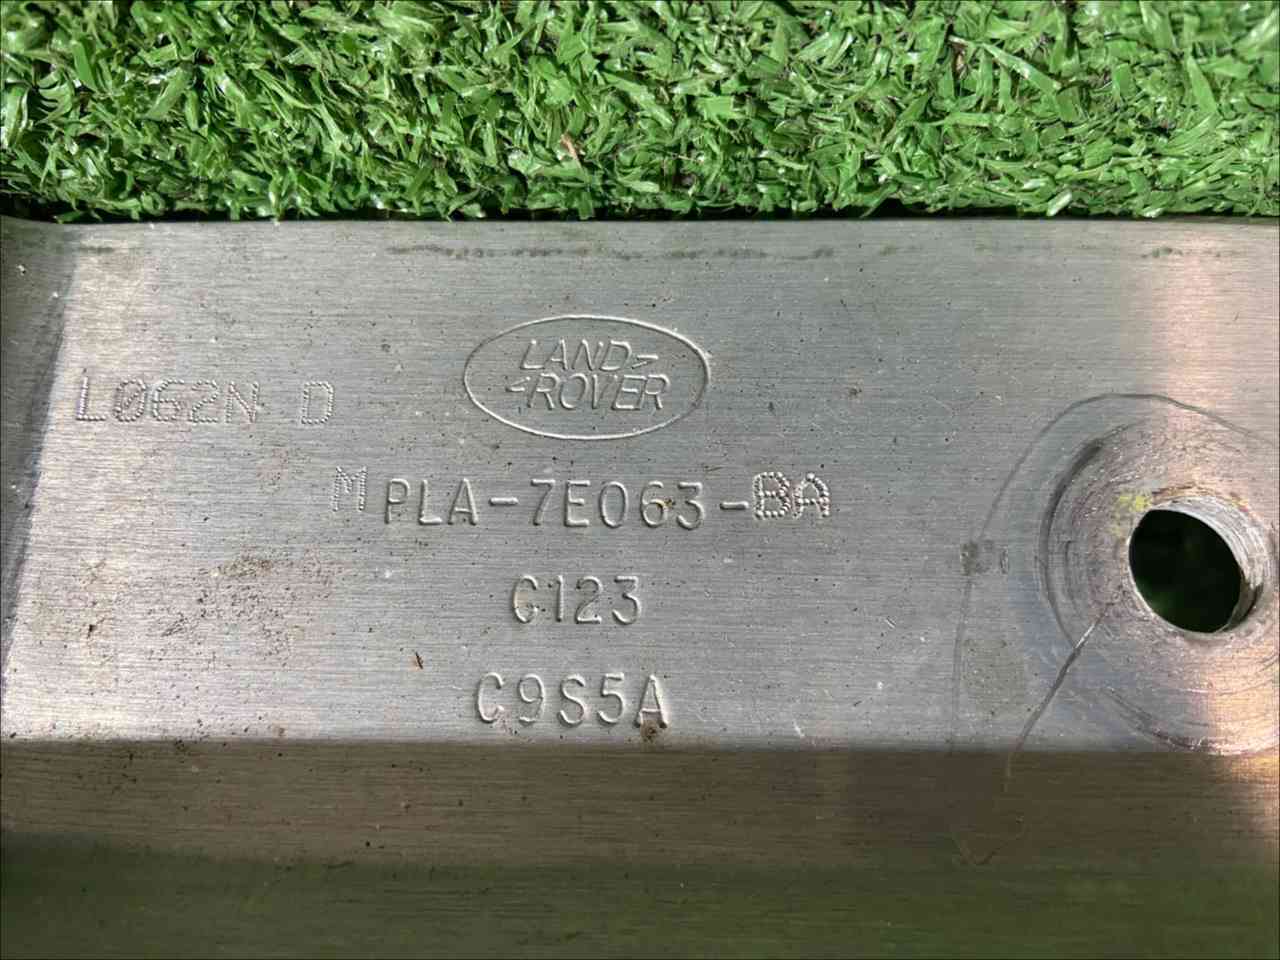 LAND
ROVER
L062N D
MPLA-7E063-BA
C123
C9S5A